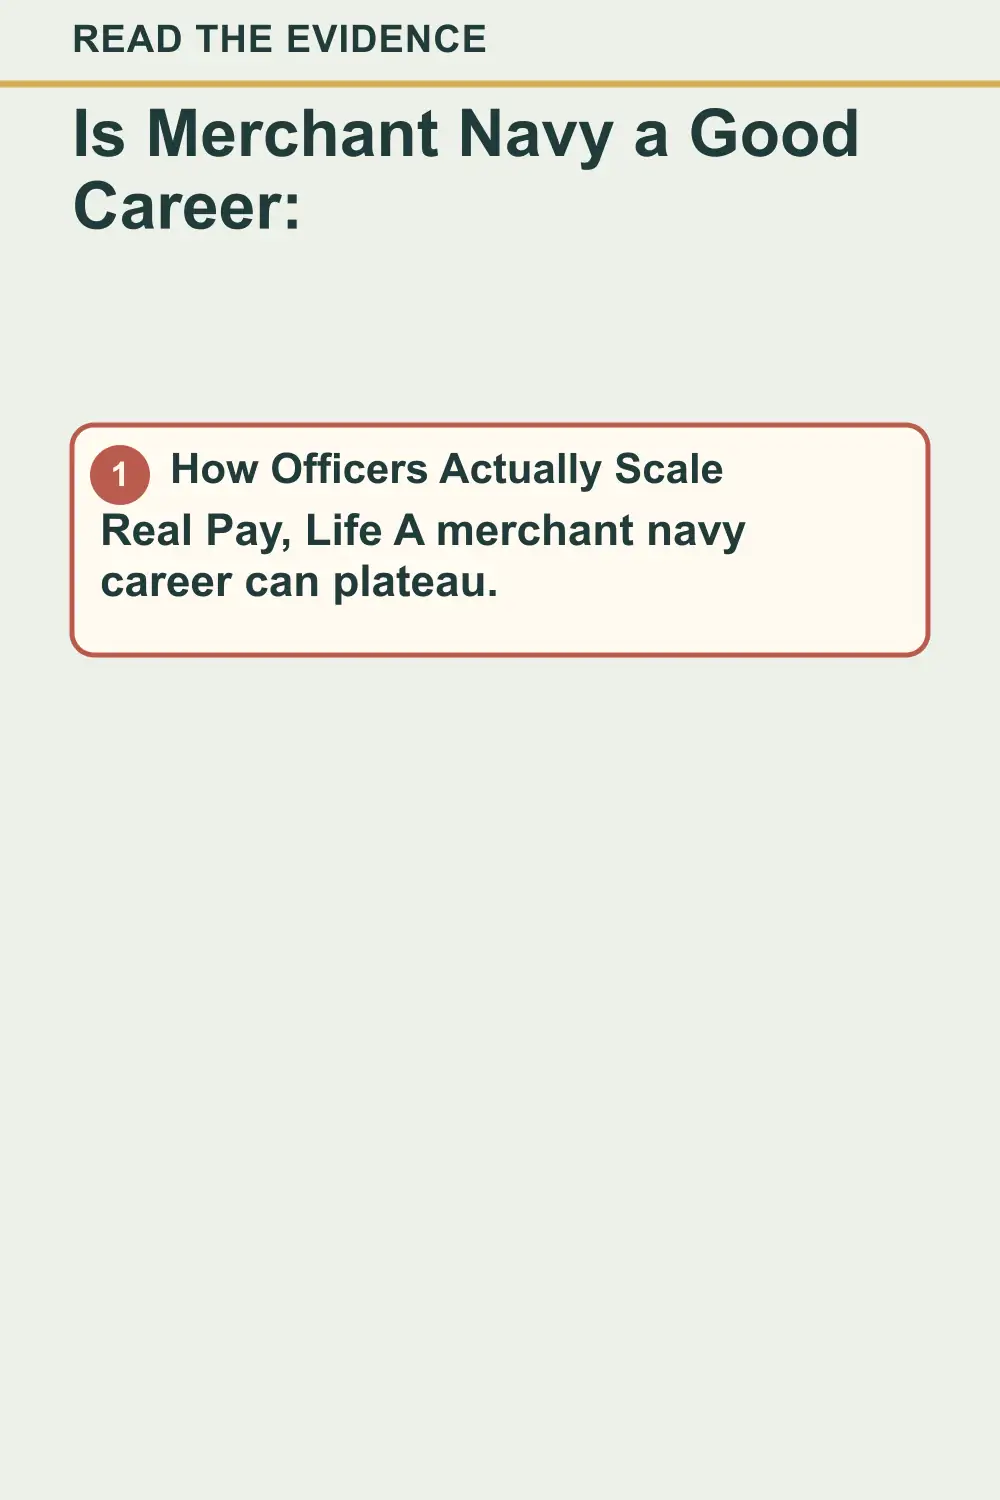 READ THE EVIDENCE
Is Merchant Navy a Good
Career:
1 How Officers Actually Scale
Real Pay, Life A merchant navy
career can plateau.